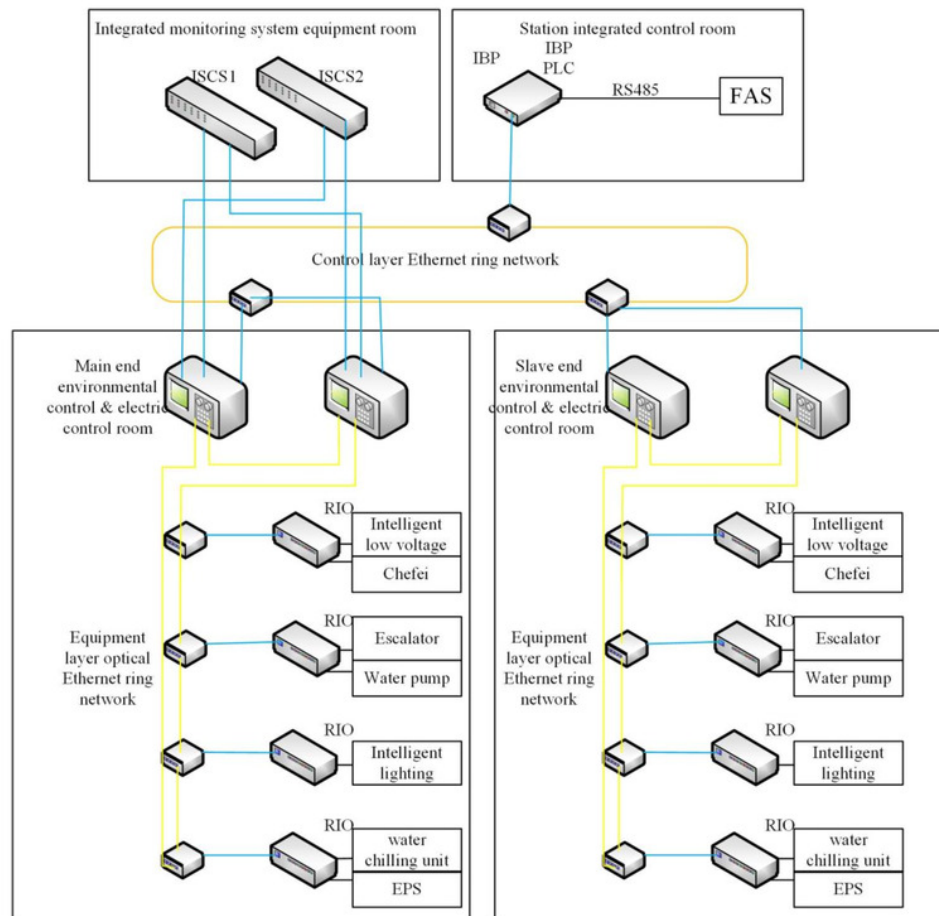 Integrated monitoring system equipment room
ISCS1
ISCS2
Station integrated control room
IBP
IBP
PLC
RS485
FAS
Control layer Ethernet ring network
Main end
environmental
control & electric
control room
RIO
Intelligent
low voltage
Chefei
RIO
Escalator
Water pump
Equipment
layer optical
Ethernet ring
network
RIO
Intelligent
lighting
RIO
water
chilling unit
EPS
Slave end
environmental
control & electric
control room
RIO
Intelligent
low voltage
Chefei
RIO
Escalator
Water pump
Equipment
layer optical
Ethernet ring
network
RIO
Intelligent
lighting
RIO
water
chilling unit
EPS